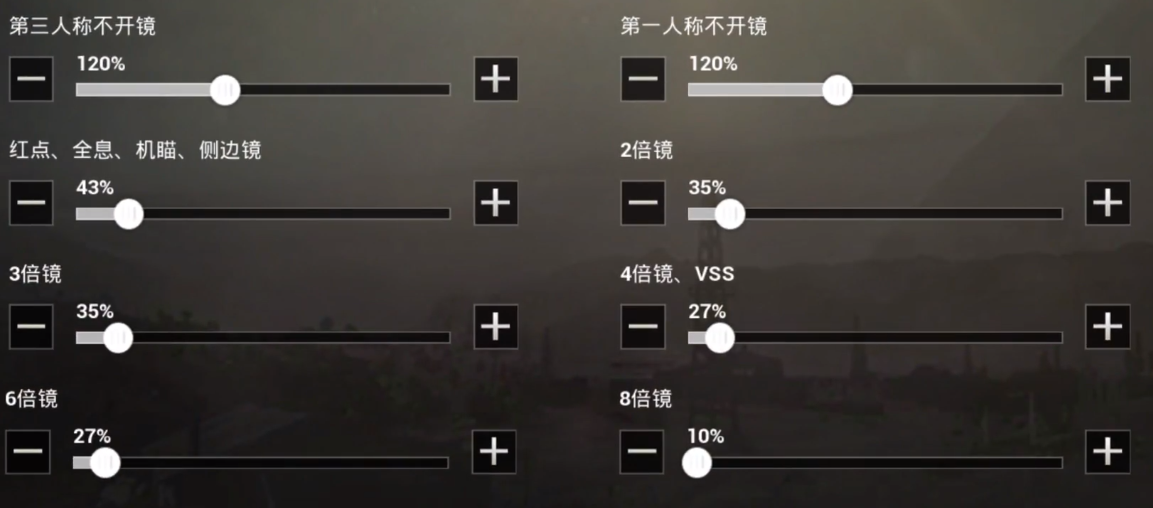 第三人称不开镜
120%
第一人称不开镜
120%
红点、全息、机瞄、侧边镜
43%
2倍镜
35%
3倍镜
35%
4倍镜、VSS
27%
6倍镜
27%
8倍镜
10%